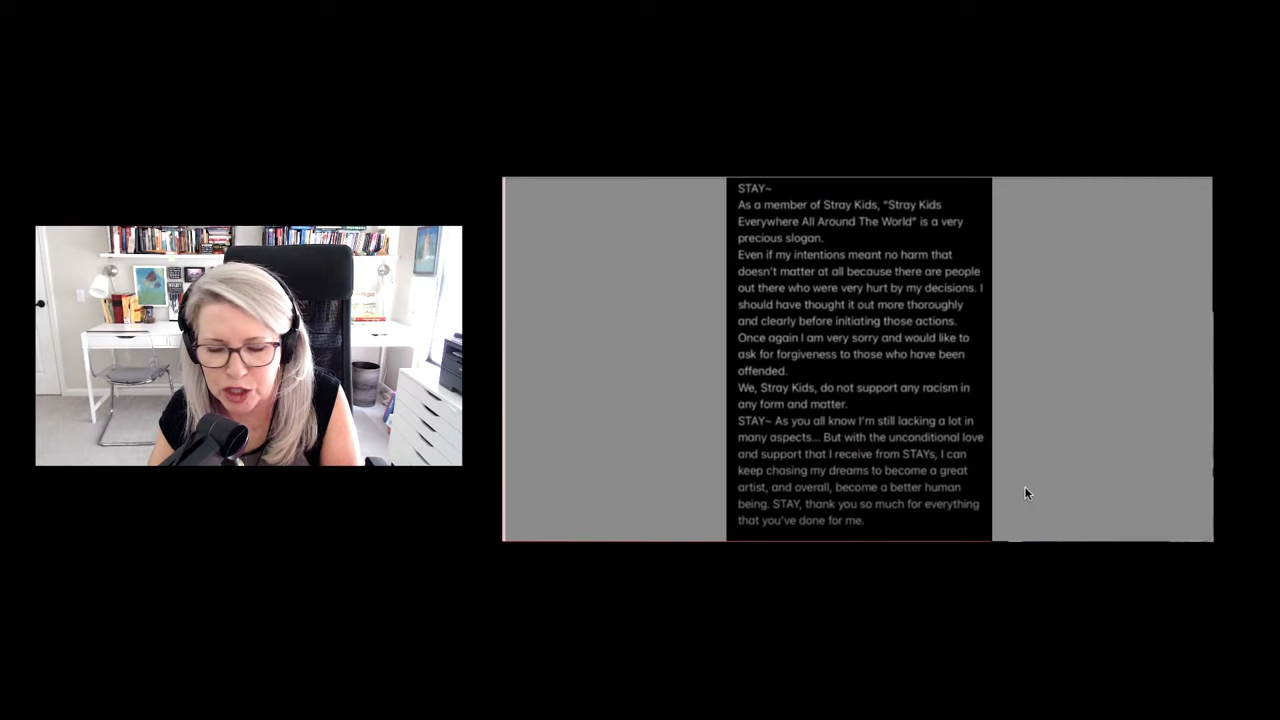 STAY~
As a member of Stray Kids, "Stray Kids
Everywhere All Around The World" is a very
precious slogan.
Even if my intentions meant no harm that
doesn't matter at all because there are people
out there who were very hurt by my decisions. I
should have thought it out more thoroughly
and clearly before initiating those actions.
Once again I am very sorry and would like to
ask for forgiveness to those who have been
offended.
We, Stray Kids, do not support any racism in
any form and matter.
STAY~ As you all know I'm still lacking a lot in
many aspects... But with the unconditional love
and support that I receive from STAYs, I can
keep chasing my dreams to become a great
artist, and overall, become a better human
being. STAY, thank you so much for everything
that you've done for me.